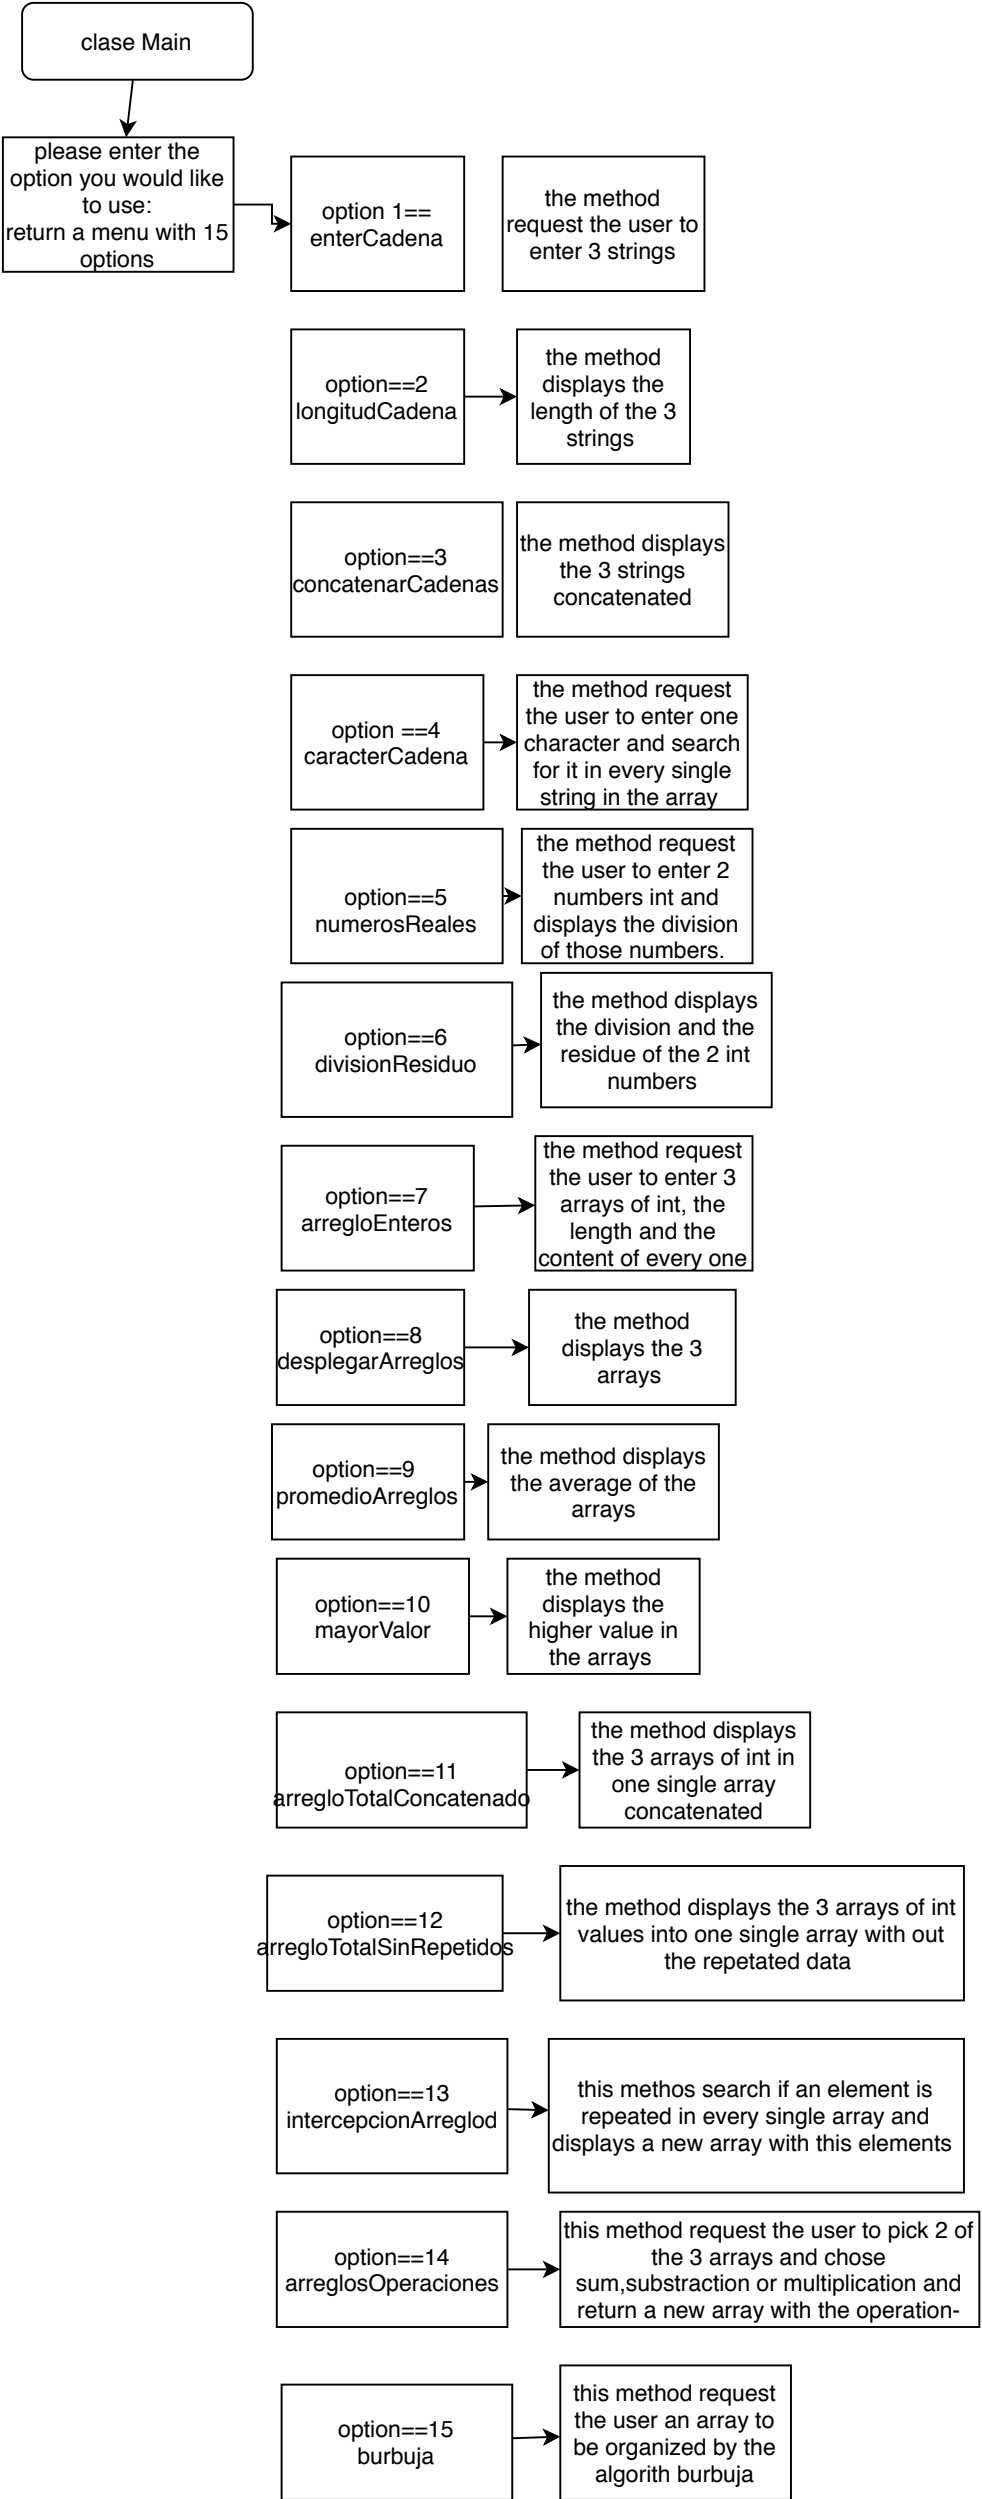 clase Main
please enter the
option you would like
to use:
return a menu with 15
options
option 1==
enterCadena
the method
request the user to
enter 3 strings
option==2
longitudCadena
the method
displays the
length of the 3
strings
option==3
concatenarCadenas
the method displays
the 3 strings
concatenated
option ==4
caracterCadena
the method request
the user to enter one
character and search
for it in every single
string in the array
option==5
numerosReales
the method request
the user to enter 2
numbers int and
displays the division
of those numbers.
option==6
divisionResiduo
the method displays
the division and the
residue of the 2 int
numbers
option==7
arregloEnteros
the method request
the user to enter 3
arrays of int, the
length and the
content of every one
option==8
desplegarArreglos
the method
displays the 3
arrays
option==9
promedioArreglos
the method displays
the average of the
arrays
option==10
mayorValor
the method
displays the
higher value in
the arrays
option==11
arregloTotalConcatenado
the method displays
the 3 arrays of int in
one single array
concatenated
option==12
arregloTotalSinRepetidos
the method displays the 3 arrays of int
values into one single array with out
the repetated data
option==13
intercepcionArreglod
this methos search if an element is
repeated in every single array and
displays a new array with this elements
option==14
arreglosOperaciones
this method request the user to pick 2 of
the 3 arrays and chose
sum,substraction or multiplication and
return a new array with the operation-
option==15
burbuja
this method request
the user an array to
be organized by the
algorith burbuja